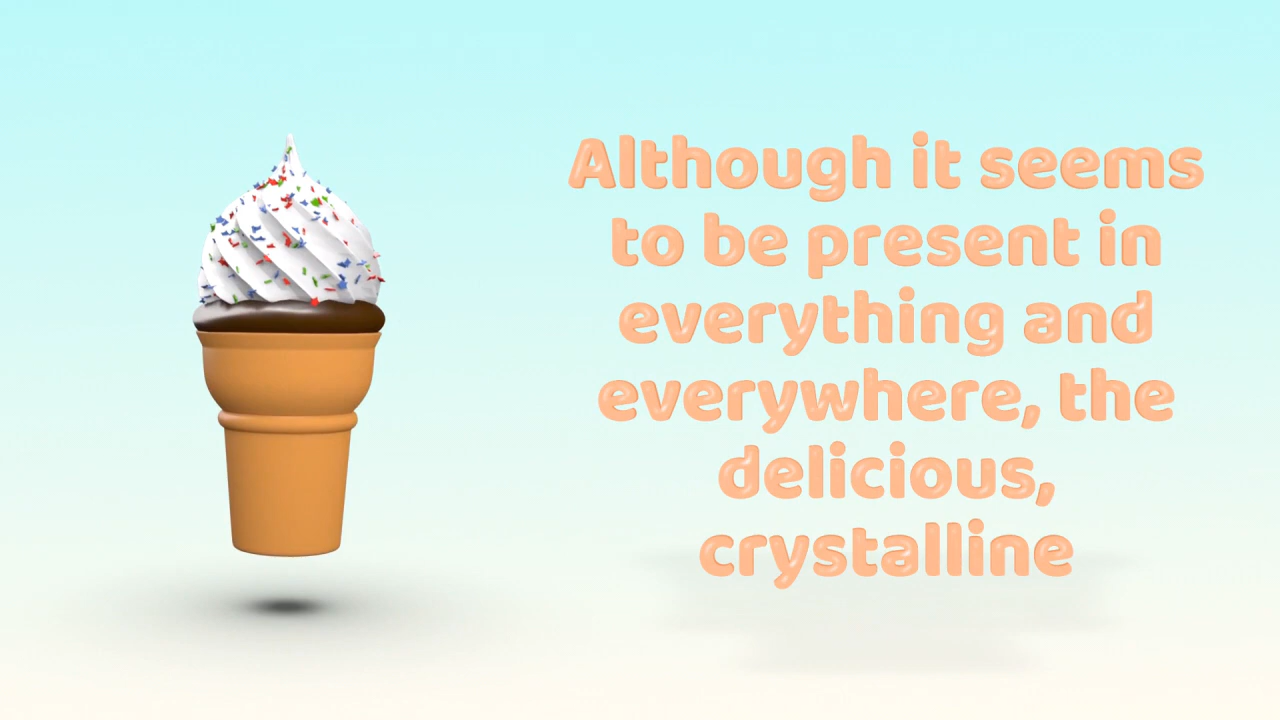 Although it seems
to be present in
everything and
everywhere, the
delicious,
crystalline